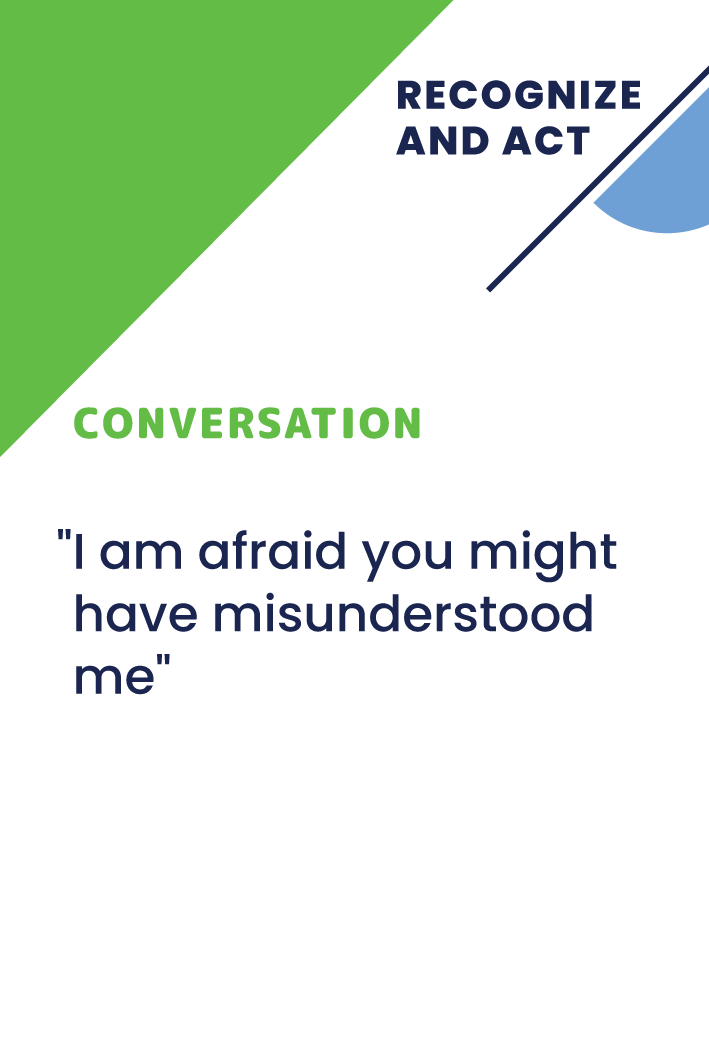 RECOGNIZE
AND ACT
CONVERSATION
"I am afraid you might
have misunderstood
me"